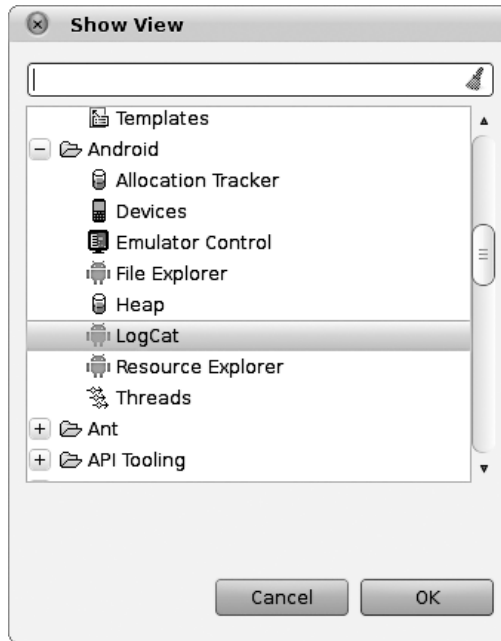 Show View
Templates
Android
Allocation Tracker
Devices
Emulator Control
File Explorer
Heap
LogCat
Resource Explorer
Threads
Ant
API Tooling
Cancel
OK